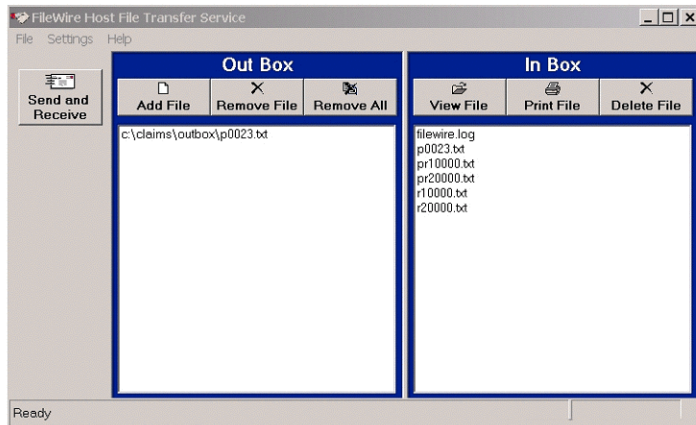 FileWire Host File Transfer Service
File Settings Help
Send and
Receive
Out Box
Add File Remove File Remove All
c:\claims\outbox\p0023.txt
In Box
View File Print File Delete File
filewire.log
p0023.txt
pr10000.txt
pr20000.txt
r10000.txt
r20000.txt
Ready